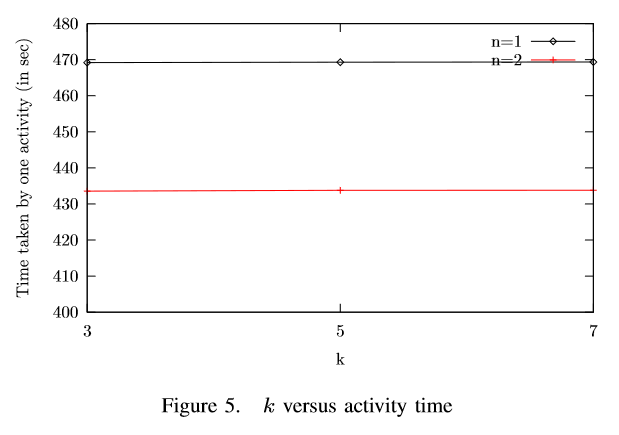 480
470
460
450
440
430
420
410
400
Time taken by one activity (in sec)
n=1
n=2
3 5 7
k
Figure 5. k versus activity time